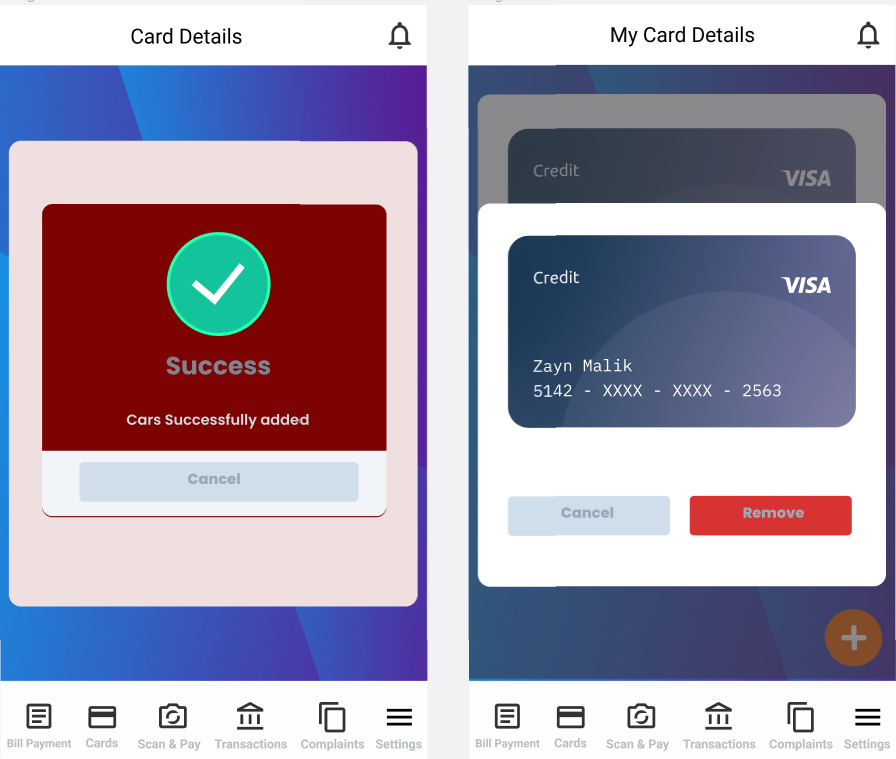 Card Details
Success
Cars Successfully added
Cancel
Bill Payment
Cards
Scan & Pay
Transactions
Complaints
Settings
My Card Details
Credit
VISA
Credit
VISA
Zayn Malik
5142 - XXXX - XXXX - 2563
Cancel
Remove
Bill Payment
Cards
Scan & Pay
Transactions
Complaints
Settings